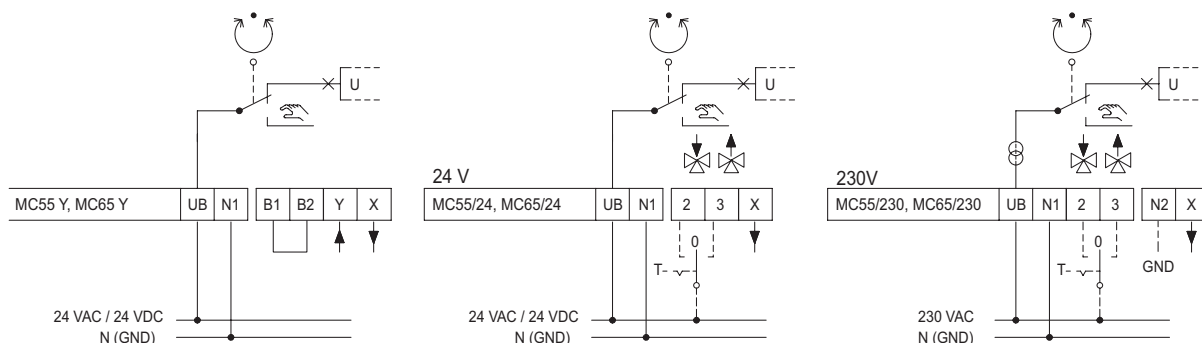 U
MC55 Y, MC65 Y UB N1 B1 B2 Y X
24 VAC / 24 VDC
N (GND)
U
24 V
MC55/24, MC65/24 UB N1 2 3 X
0
T
24 VAC / 24 VDC
N (GND)
U
230V
MC55/230, MC65/230 UB N1 2 3 N2 X
0
T
GND
230 VAC
N (GND)